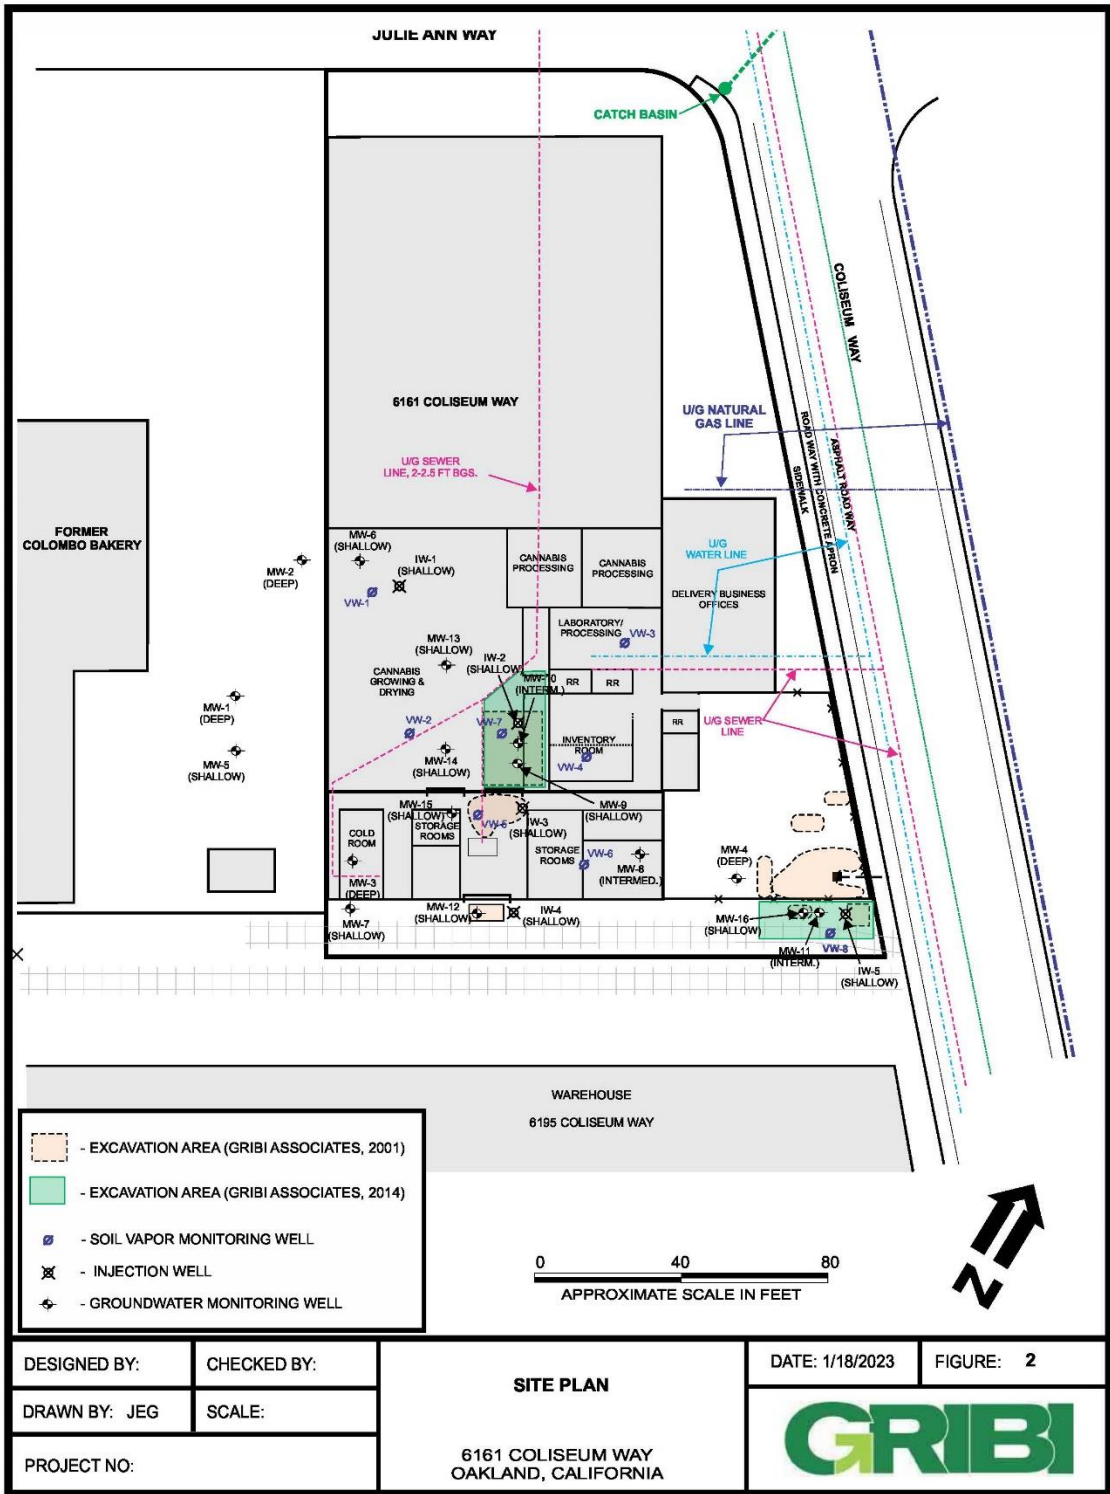 JULIE ANN WAY
CATCH BASIN
COLISEUM WAY
6161 COLISEUM WAY
U/G NATURAL
GAS LINE
ROAD WAY WITH CONCRETE APRON
ASPHALT ROAD WAY
SIDEWALK
U/G SEWER
LINE, 2-2.5 FT BGS.
FORMER
COLOMBO BAKERY
MW-2
(DEEP)
MW-6
(SHALLOW)
IW-1
(SHALLOW)
VW-1
CANNABIS
PROCESSING
CANNABIS
PROCESSING
U/G
WATER LINE
DELIVERY BUSINESS
OFFICES
LABORATORY/
PROCESSING
VW-3
MW-13
(SHALLOW)
IW-2
(SHALLOW)
CANNABIS
GROWING &
DRYING
MW-10
(INTERM.)
RR
RR
MW-1
(DEEP)
VW-2
VW-7
RR
U/G SEWER
LINE
INVENTORY
ROOM
VW-4
MW-5
(SHALLOW)
MW-14
(SHALLOW)
MW-15
(SHALLOW)
MW-9
(SHALLOW)
VW-5
IW-3
(SHALLOW)
COLD
ROOM
STORAGE
ROOMS
STORAGE
ROOMS
VW-6
MW-8
(INTERMED.)
MW-4
(DEEP)
MW-3
(DEEP)
MW-7
(SHALLOW)
MW-12
(SHALLOW)
IW-4
(SHALLOW)
MW-16
(SHALLOW)
MW-11
(INTERM.)
VW-8
IW-5
(SHALLOW)
WAREHOUSE
6195 COLISEUM WAY
- EXCAVATION AREA (GRIBI ASSOCIATES, 2001)
- EXCAVATION AREA (GRIBI ASSOCIATES, 2014)
- SOIL VAPOR MONITORING WELL
- INJECTION WELL
- GROUNDWATER MONITORING WELL
0 40 80
APPROXIMATE SCALE IN FEET
N
DESIGNED BY:
CHECKED BY:
DRAWN BY: JEG
SCALE:
PROJECT NO:
SITE PLAN
6161 COLISEUM WAY
OAKLAND, CALIFORNIA
DATE: 1/18/2023
FIGURE: 2
GRIBI